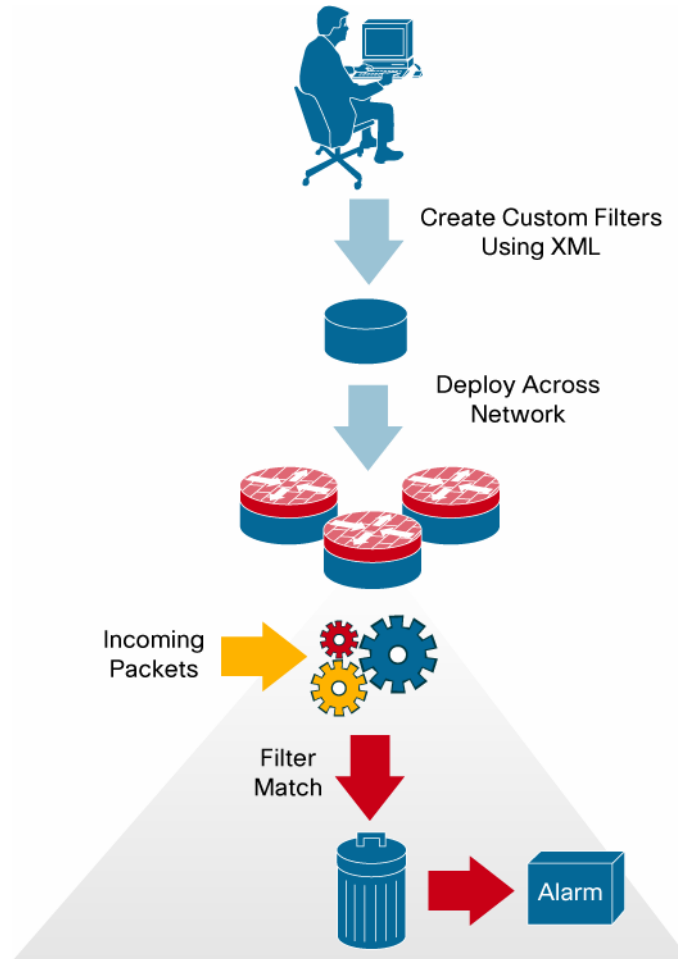 Create Custom Filters
Using XML
Deploy Across
Network
Incoming
Packets
Filter
Match
Alarm